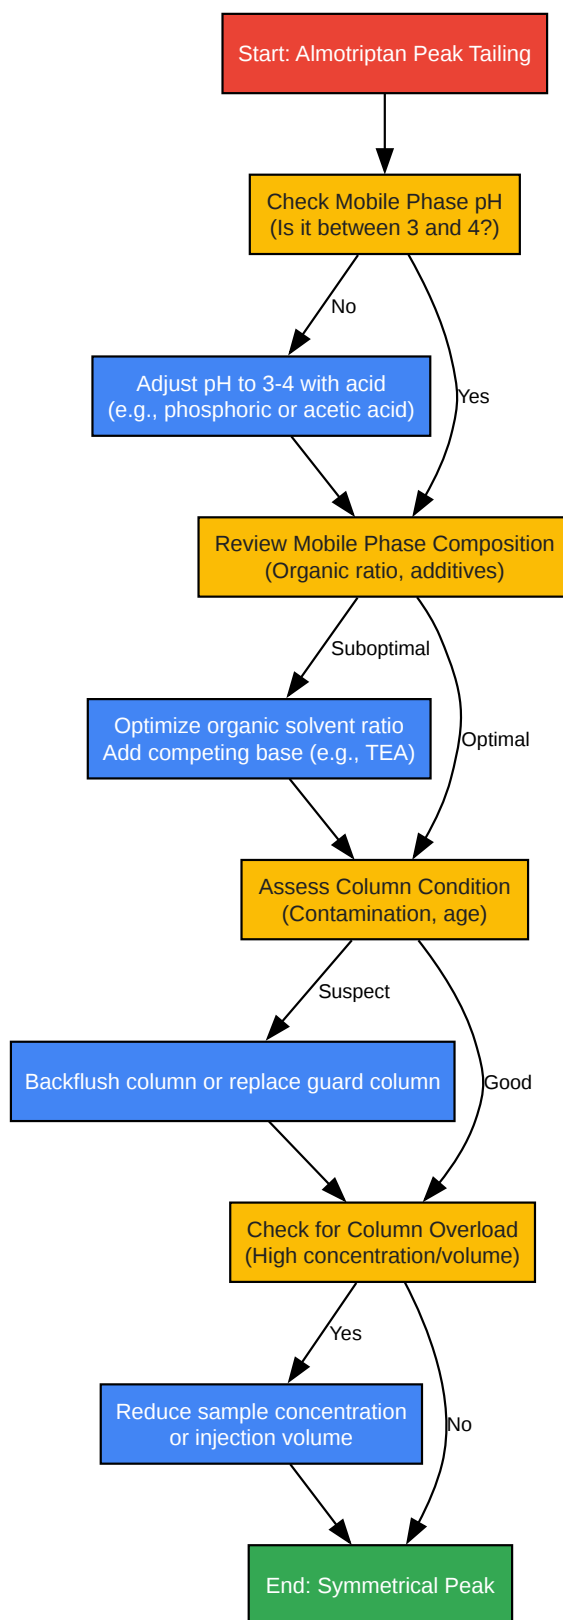 Start: Almotriptan Peak Tailing
Check Mobile Phase pH
(Is it between 3 and 4?)
No
Adjust pH to 3-4 with acid
(e.g., phosphoric or acetic acid)
Yes
Review Mobile Phase Composition
(Organic ratio, additives)
Suboptimal
Optimize organic solvent ratio
Add competing base (e.g., TEA)
Optimal
Assess Column Condition
(Contamination, age)
Suspect
Backflush column or replace guard column
Good
Check for Column Overload
(High concentration/volume)
Yes
Reduce sample concentration
or injection volume
No
End: Symmetrical Peak